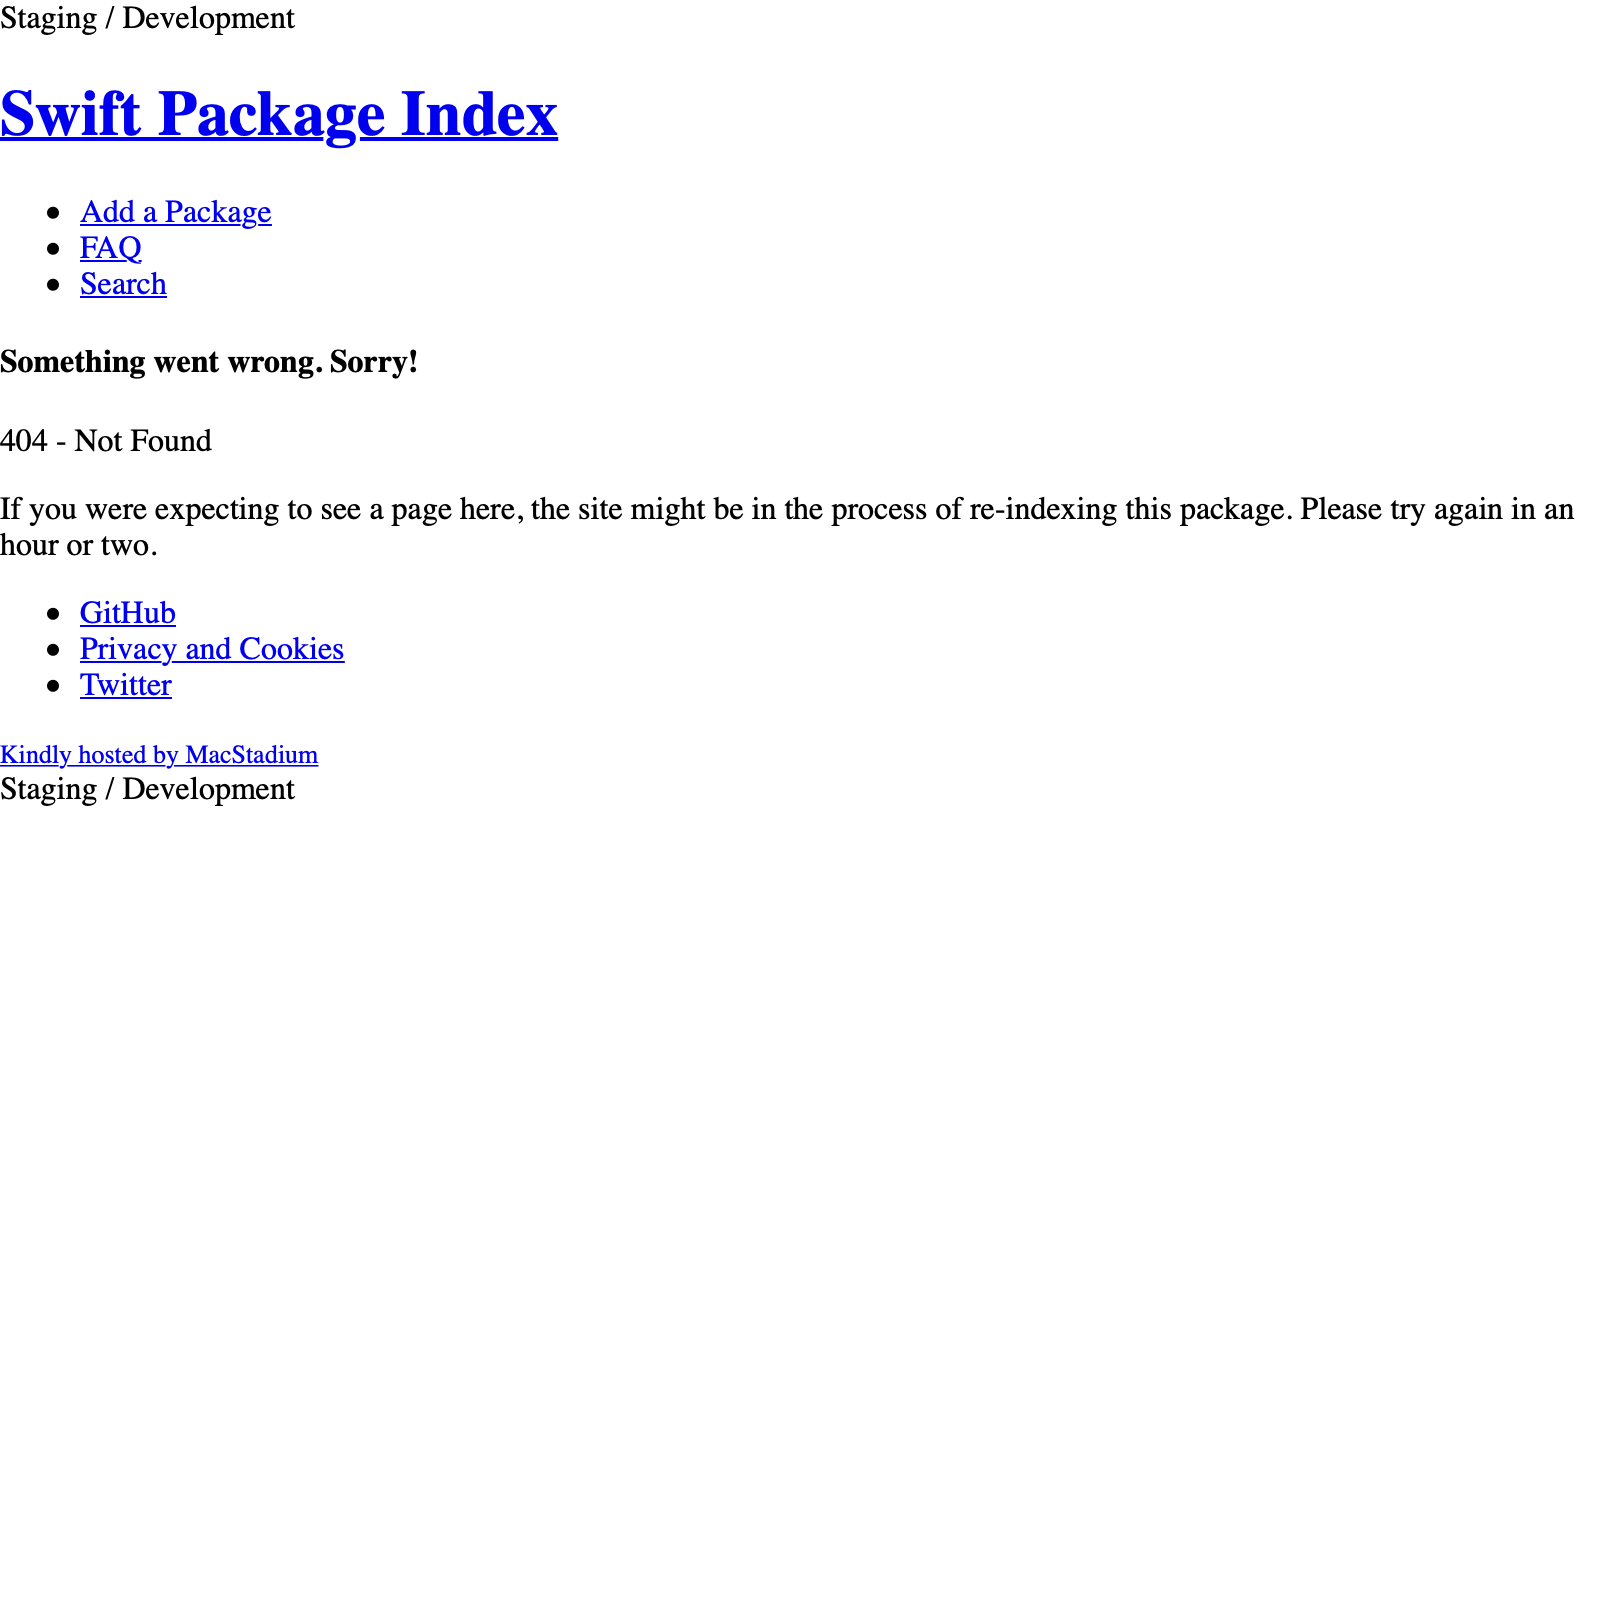 Staging / Development
Swift Package Index
Add a Package
FAQ
Search
Something went wrong. Sorry!
404 - Not Found
If you were expecting to see a page here, the site might be in the process of re-indexing this package. Please try again in an
hour or two.
GitHub
Privacy and Cookies
Twitter
Kindly hosted by MacStadium
Staging / Development